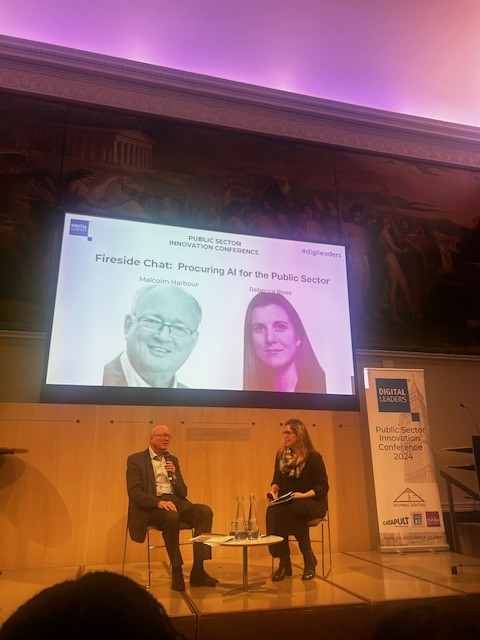 DIGITAL
LEADERS
PUBLIC SECTOR
INNOVATION CONFERENCE
#digileaders
Fireside Chat: Procuring AI for the Public Sector
Malcolm Harbour
Rebecca Rees
DIGITAL
LEADERS
Public Sector
Innovation
Conference
2024
CATAPULT